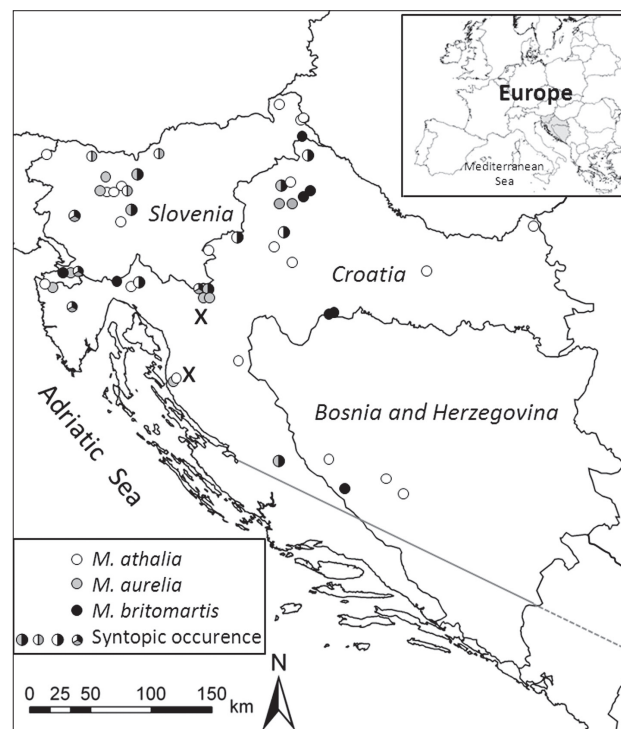 Europe
Mediterranean
Sea
Slovenia
Croatia
X
X
Bosnia and Herzegovina
Adriatic Sea
M. athalia
M. aurelia
M. britomartis
Syntopic occurence
N
0 25 50 100 150
km